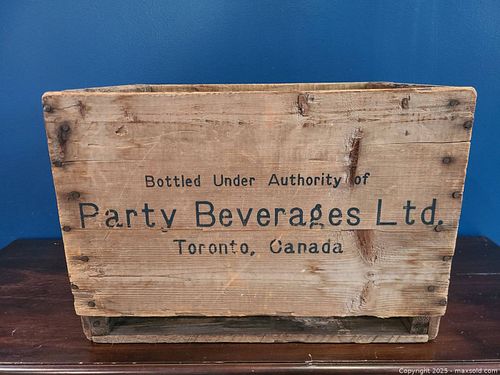 Bottled Under Authority of
Party Beverages Ltd.
Toronto, Canada
Copyright 2025 - maxsold.com